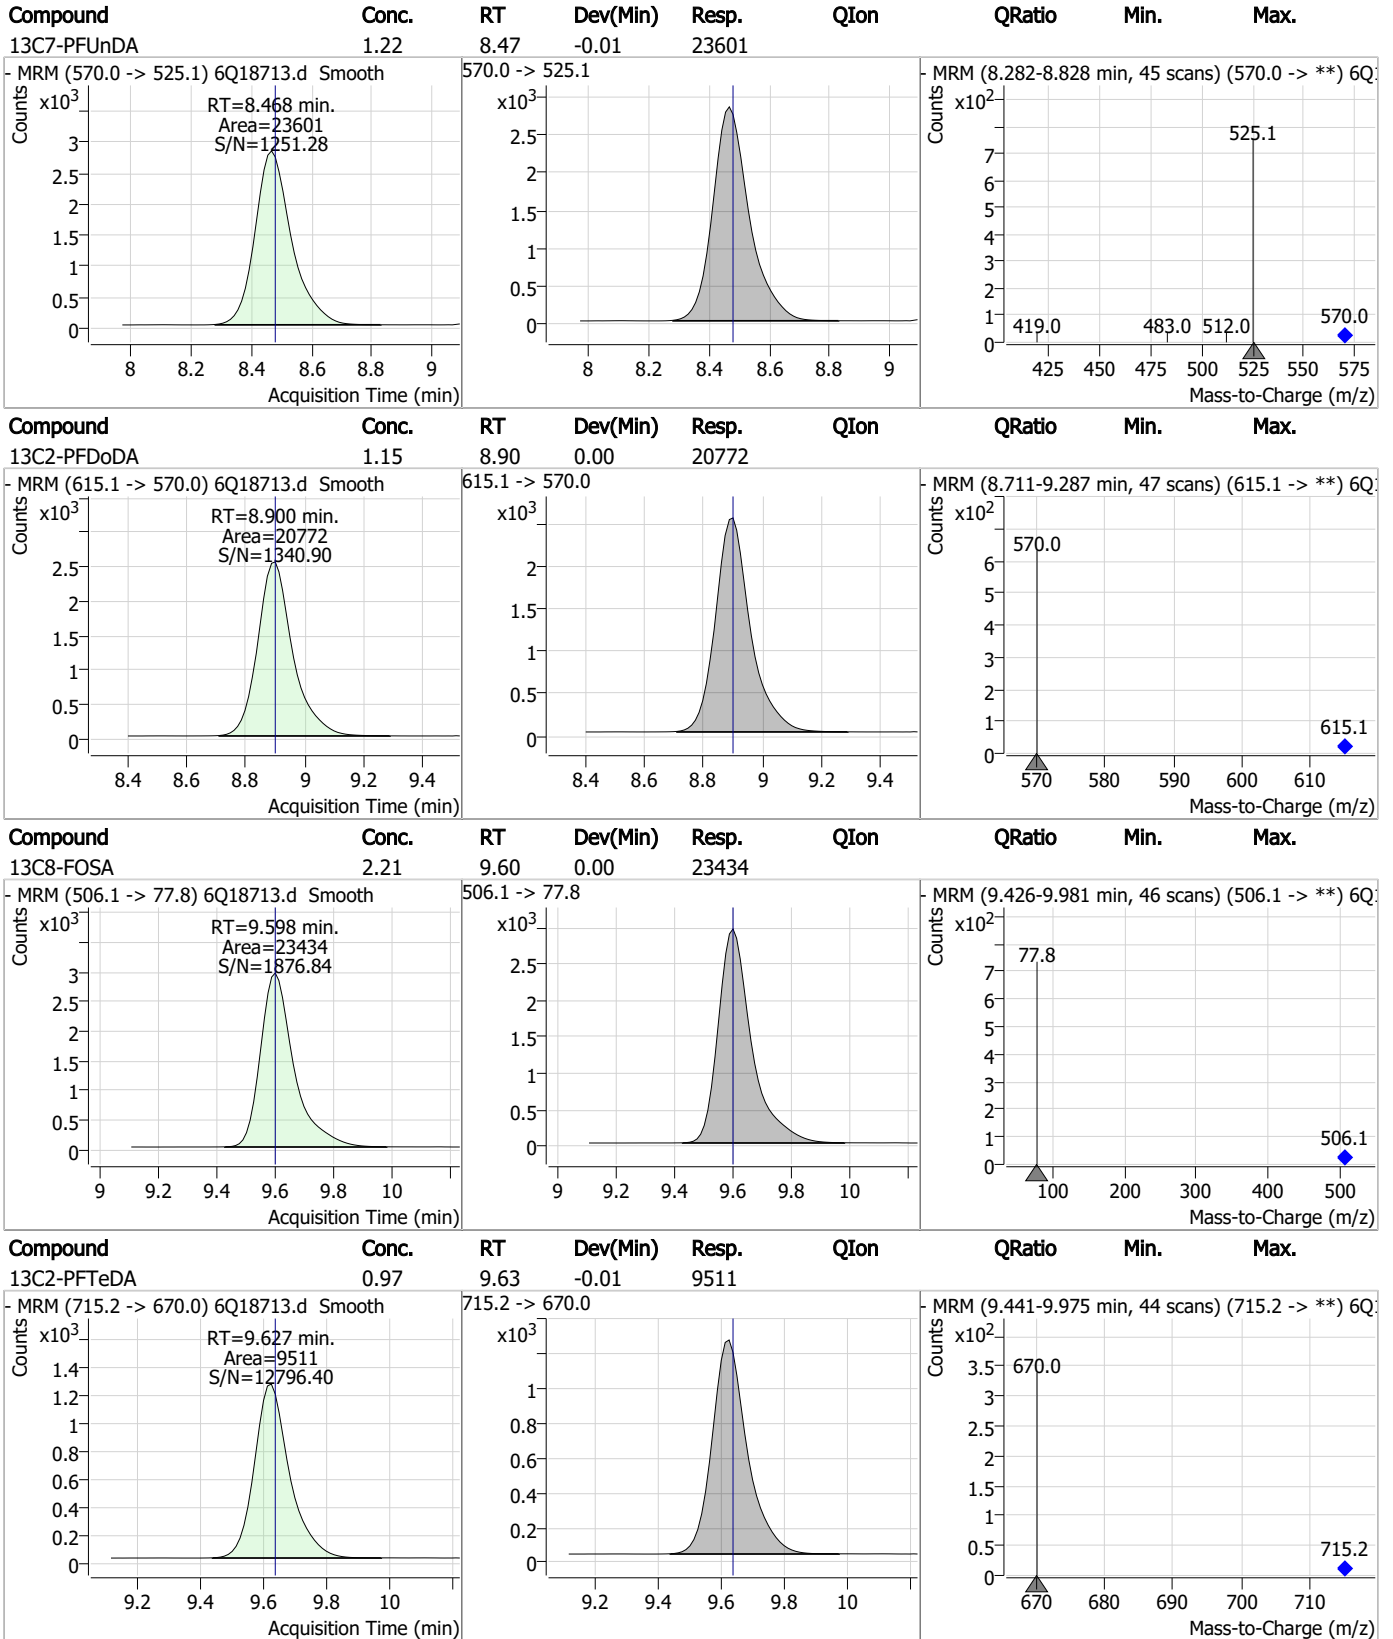 Compound Conc. RT Dev(Min) Resp. QIon QRatio Min. Max.
13C7-PFUnDA 1.22 8.47 -0.01 23601
- MRM (570.0 -> 525.1) 6Q18713.d Smooth
Counts
x10³
RT=8.468 min.
Area=23601
S/N=1251.28
3
2.5
2
1.5
1
0.5
0
8 8.2 8.4 8.6 8.8 9
Acquisition Time (min)
570.0 -> 525.1
x10³
2.5
2
1.5
1
0.5
0
8 8.2 8.4 8.6 8.8 9
- MRM (8.282-8.828 min, 45 scans) (570.0 -> **) 6Q
Counts
x10²
525.1
7
6
5
4
3
2
1
0
419.0 483.0 512.0 570.0
425 450 475 500 525 550 575
Mass-to-Charge (m/z)
Compound Conc. RT Dev(Min) Resp. QIon QRatio Min. Max.
13C2-PFDoDA 1.15 8.90 0.00 20772
- MRM (615.1 -> 570.0) 6Q18713.d Smooth
Counts
x10³
RT=8.900 min.
Area=20772
S/N=1340.90
2.5
2
1.5
1
0.5
0
8.4 8.6 8.8 9 9.2 9.4
Acquisition Time (min)
615.1 -> 570.0
x10³
2
1.5
1
0.5
0
8.4 8.6 8.8 9 9.2 9.4
- MRM (8.711-9.287 min, 47 scans) (615.1 -> **) 6Q
Counts
x10²
570.0
6
5
4
3
2
1
0
615.1
570 580 590 600 610
Mass-to-Charge (m/z)
Compound Conc. RT Dev(Min) Resp. QIon QRatio Min. Max.
13C8-FOSA 2.21 9.60 0.00 23434
- MRM (506.1 -> 77.8) 6Q18713.d Smooth
Counts
x10³
RT=9.598 min.
Area=23434
S/N=1876.84
3
2.5
2
1.5
1
0.5
0
9 9.2 9.4 9.6 9.8 10
Acquisition Time (min)
506.1 -> 77.8
x10³
2.5
2
1.5
1
0.5
0
9 9.2 9.4 9.6 9.8 10
- MRM (9.426-9.981 min, 46 scans) (506.1 -> **) 6Q
Counts
x10²
77.8
7
6
5
4
3
2
1
0
506.1
100 200 300 400 500
Mass-to-Charge (m/z)
Compound Conc. RT Dev(Min) Resp. QIon QRatio Min. Max.
13C2-PFTeDA 0.97 9.63 -0.01 9511
- MRM (715.2 -> 670.0) 6Q18713.d Smooth
Counts
x10³
RT=9.627 min.
Area=9511
S/N=12796.40
1.4
1.2
1
0.8
0.6
0.4
0.2
0
9.2 9.4 9.6 9.8 10
Acquisition Time (min)
715.2 -> 670.0
x10³
1
0.8
0.6
0.4
0.2
0
9.2 9.4 9.6 9.8 10
- MRM (9.441-9.975 min, 44 scans) (715.2 -> **) 6Q
Counts
x10²
670.0
3.5
3
2.5
2
1.5
1
0.5
0
715.2
670 680 690 700 710
Mass-to-Charge (m/z)